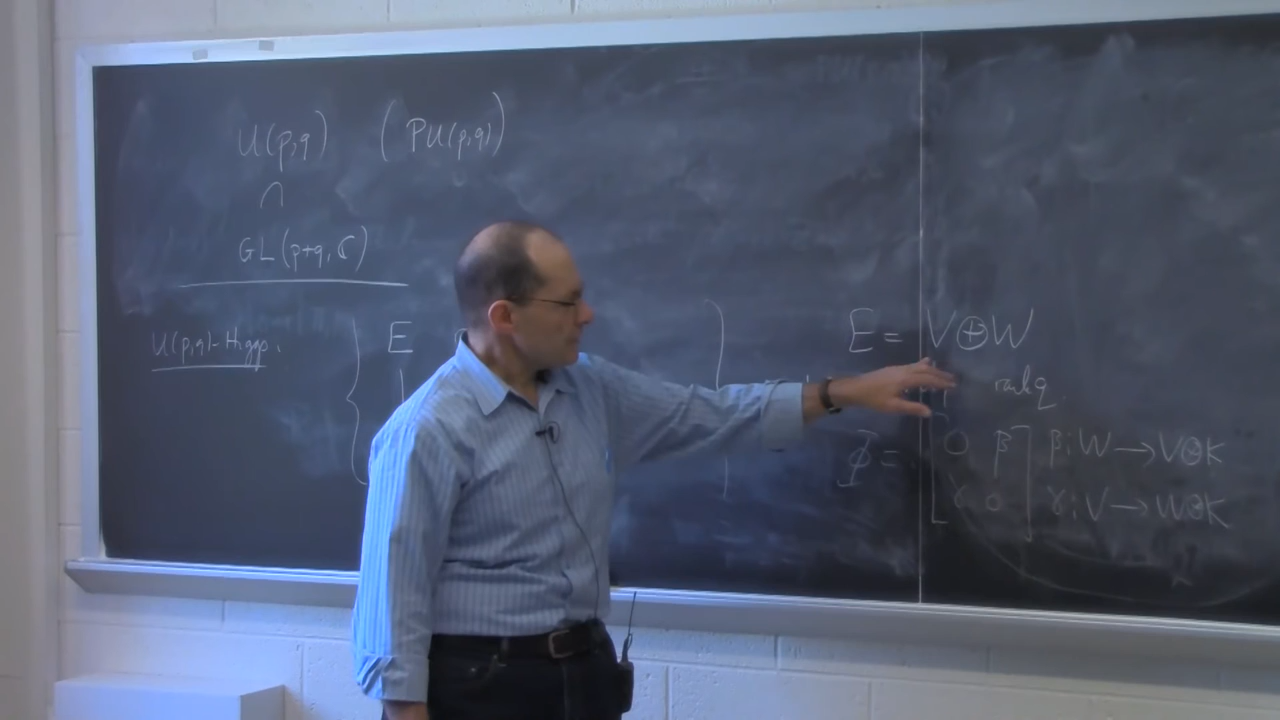 U(p,q) (PU(p,q))
∩
GL(p+q, ℂ)
U(p,q)-Higgs.
{ E
E = V⊕W
rank q.
Φ = [ 0 β
γ 0 ]
β: W → V⊗K
γ: V → W⊗K